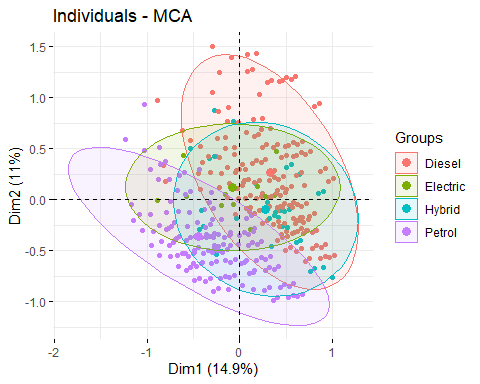 Individuals - MCA
1.5
1.0
0.5
0.0
-0.5
-1.0
Dim2 (11%)
-2
-1
0
1
Dim1 (14.9%)
Groups
Diesel
Electric
Hybrid
Petrol